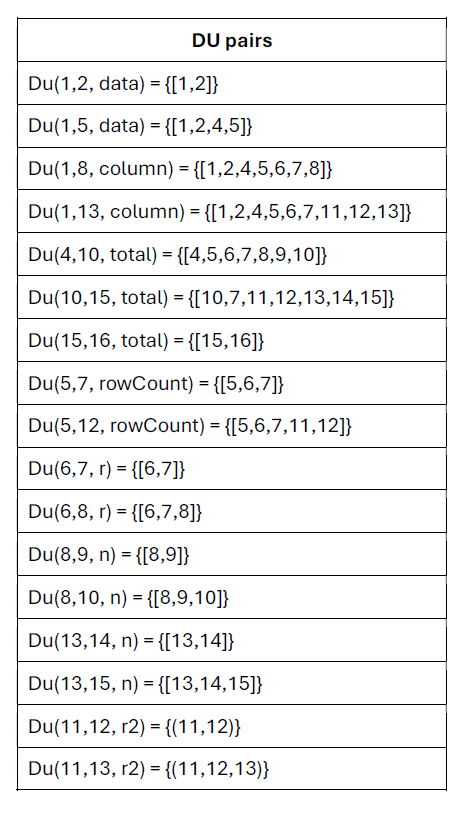 DU pairs
Du(1,2, data) = {[1,2]}
Du(1,5, data) = {[1,2,4,5]}
Du(1,8, column) = {[1,2,4,5,6,7,8]}
Du(1,13, column) = {[1,2,4,5,6,7,11,12,13]}
Du(4,10, total) = {[4,5,6,7,8,9,10]}
Du(10,15, total) = {[10,7,11,12,13,14,15]}
Du(15,16, total) = {[15,16]}
Du(5,7, rowCount) = {[5,6,7]}
Du(5,12, rowCount) = {[5,6,7,11,12]}
Du(6,7, r) = {[6,7]}
Du(6,8, r) = {[6,7,8]}
Du(8,9, n) = {[8,9]}
Du(8,10, n) = {[8,9,10]}
Du(13,14, n) = {[13,14]}
Du(13,15, n) = {[13,14,15]}
Du(11,12, r2) = {(11,12)}
Du(11,13, r2) = {(11,12,13)}